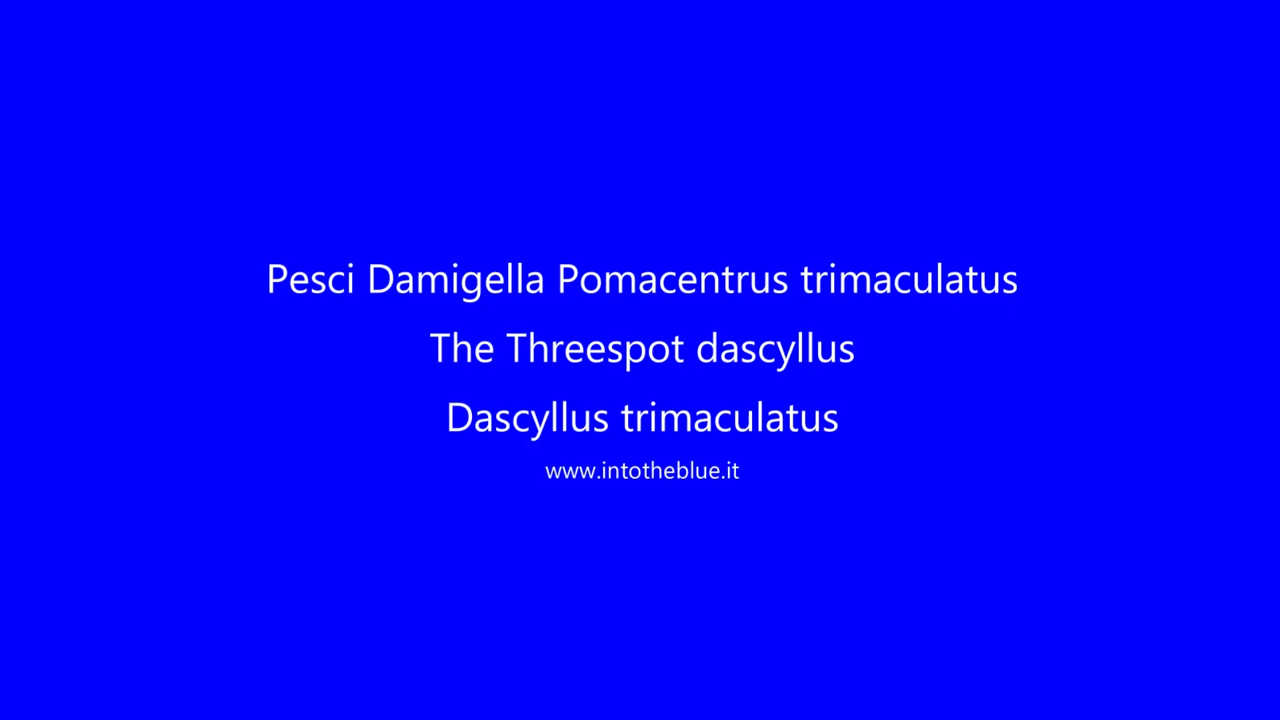 Pesci Damigella Pomacentrus trimaculatus
The Threespot dascyllus
Dascyllus trimaculatus
www.intotheblue.it